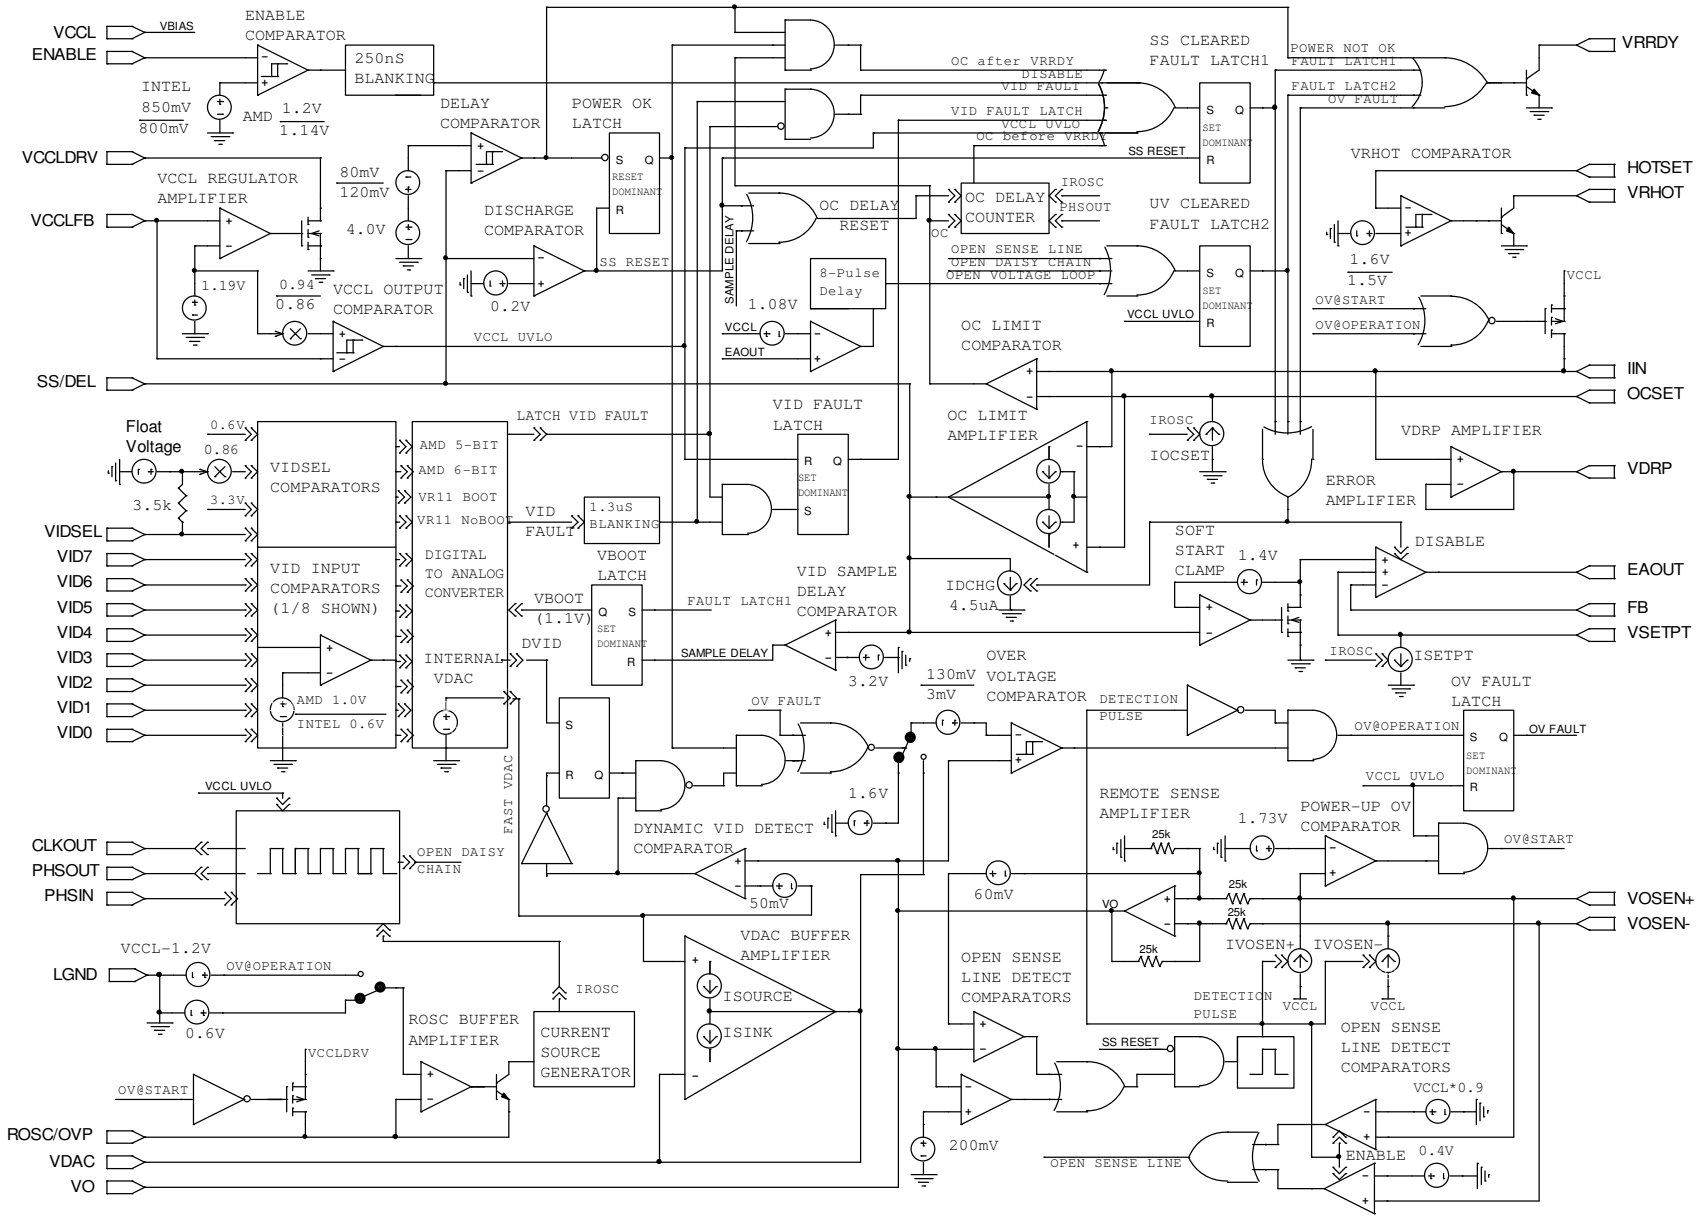 VCCL
VBIAS
ENABLE
ENABLE
COMPARATOR
250nS
BLANKING
INTEL
850mV
800mV
AMD
1.2V
1.14V
DELAY
COMPARATOR
POWER OK
LATCH
S
Q
RESET
DOMINANT
R
80mV
120mV
4.0V
VCCLDRV
VCCL REGULATOR
AMPLIFIER
VCCLFB
1.19V
0.94
0.86
VCCL OUTPUT
COMPARATOR
VCCL UVLO
DISCHARGE
COMPARATOR
0.2V
SS RESET
SAMPLE DELAY
OC DELAY
RESET
OC DELAY
COUNTER
OC
IROSC
PHSOUT
8-Pulse
Delay
1.08V
VCCL
EAOUT
OC after VRRDY
DISABLE
VID FAULT
VID FAULT LATCH
VCCL UVLO
OC before VRRDY
SS RESET
SS CLEARED
FAULT LATCH1
S
Q
SET
DOMINANT
R
UV CLEARED
FAULT LATCH2
S
Q
SET
DOMINANT
R
OPEN SENSE LINE
OPEN DAISY CHAIN
OPEN VOLTAGE LOOP
VCCL UVLO
POWER NOT OK
FAULT LATCH1
FAULT LATCH2
OV FAULT
VRRDY
VRHOT COMPARATOR
HOTSET
VRHOT
1.6V
1.5V
VCCL
OV@START
OV@OPERATION
IIN
OCSET
SS/DEL
OC LIMIT
COMPARATOR
OC LIMIT
AMPLIFIER
IROSC
IOCSET
VDRP AMPLIFIER
VDRP
ERROR
AMPLIFIER
DISABLE
EAOUT
FB
VSETPT
SOFT
START
CLAMP
1.4V
IROSC
ISETPT
IDCHG
4.5uA
Float
Voltage
0.6V
0.86
3.3V
3.5k
VIDSEL
COMPARATORS
VIDSEL
VID7
VID6
VID5
VID4
VID3
VID2
VID1
VID0
VID INPUT
COMPARATORS
(1/8 SHOWN)
AMD 1.0V
INTEL 0.6V
AMD 5-BIT
AMD 6-BIT
VR11 BOOT
VR11 NoBOOT
DIGITAL
TO ANALOG
CONVERTER
INTERNAL
VDAC
LATCH VID FAULT
VID
FAULT
1.3uS
BLANKING
VID FAULT
LATCH
R
Q
SET
DOMINANT
S
VBOOT
LATCH
VBOOT
(1.1V)
Q
S
SET
DOMINANT
R
FAULT LATCH1
SAMPLE DELAY
VID SAMPLE
DELAY
COMPARATOR
3.2V
DVID
S
R
Q
FAST VDAC
OV FAULT
130mV
3mV
OVER
VOLTAGE
COMPARATOR
1.6V
DYNAMIC VID DETECT
COMPARATOR
50mV
DETECTION
PULSE
OV@OPERATION
OV FAULT
LATCH
S
Q
SET
DOMINANT
R
OV FAULT
VCCL UVLO
POWER-UP OV
COMPARATOR
1.73V
OV@START
REMOTE SENSE
AMPLIFIER
25k
25k
25k
25k
VO
60mV
VOSEN+
VOSEN-
IVOSEN+
IVOSEN-
VCCL
VCCL
VCCL UVLO
CLKOUT
PHSOUT
PHSIN
OPEN DAISY
CHAIN
LGND
VCCL-1.2V
OV@OPERATION
0.6V
ROSC BUFFER
AMPLIFIER
IROSC
CURRENT
SOURCE
GENERATOR
VCCLDRV
OV@START
ROSC/OVP
VDAC
VO
VDAC BUFFER
AMPLIFIER
ISOURCE
ISINK
OPEN SENSE
LINE DETECT
COMPARATORS
200mV
SS RESET
DETECTION
PULSE
OPEN SENSE
LINE DETECT
COMPARATORS
VCCL*0.9
ENABLE
0.4V
OPEN SENSE LINE